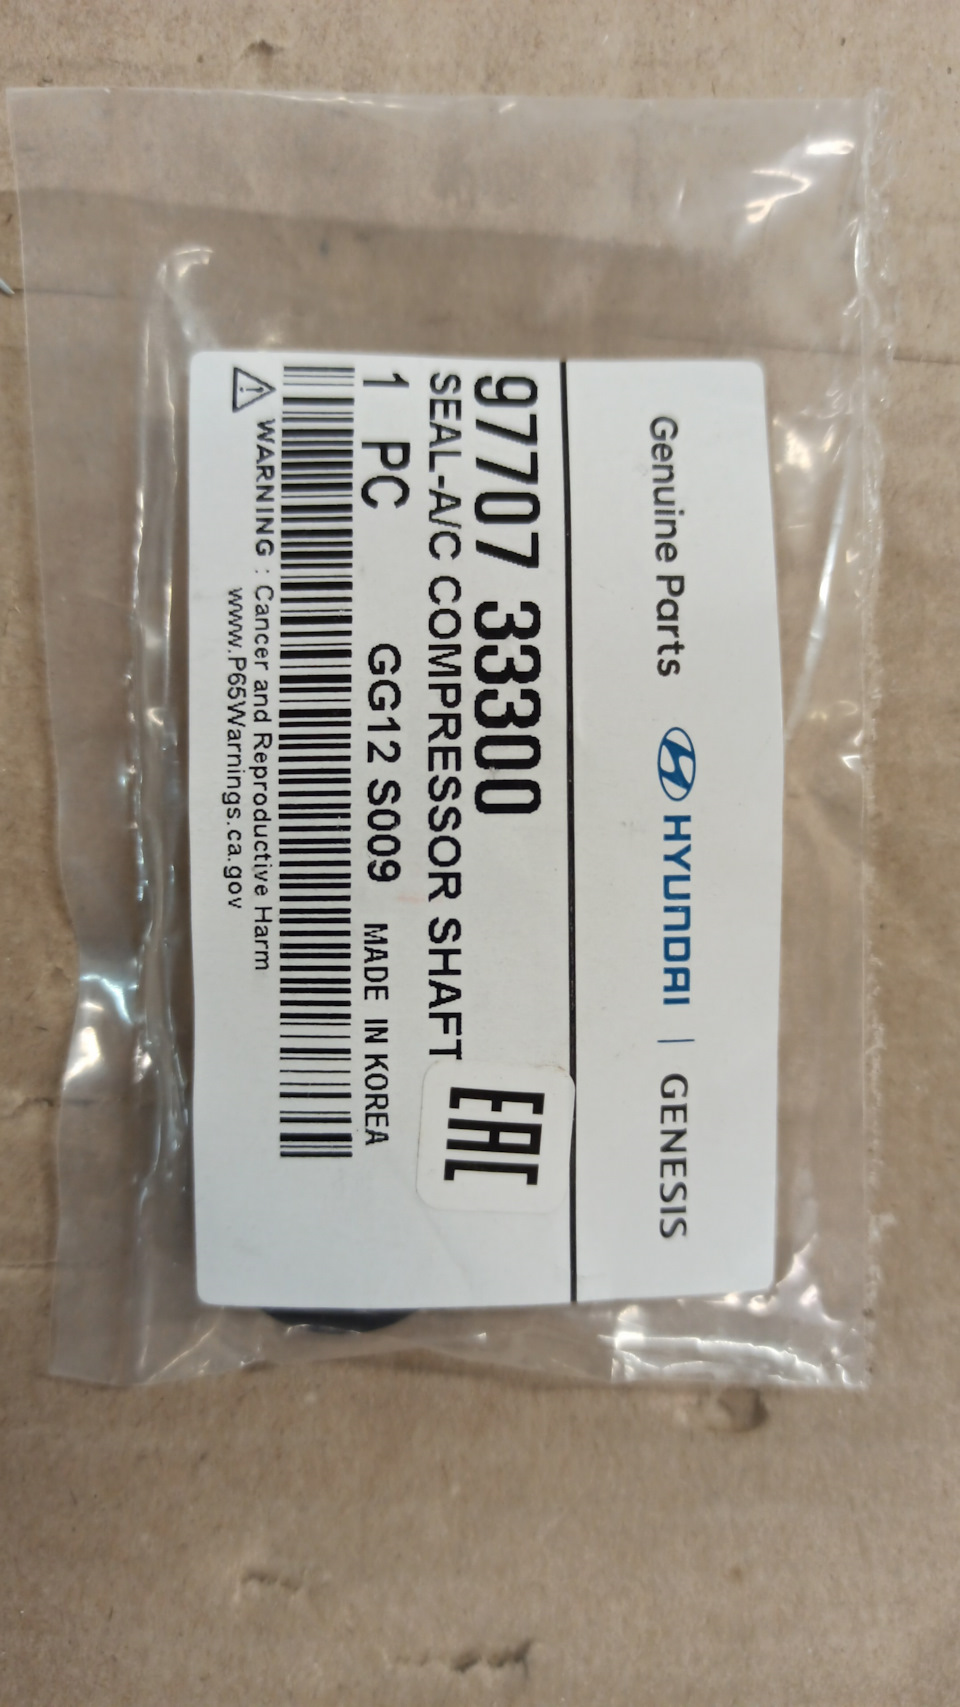 Genuine Parts HYUNDAI | GENESIS
97707 33300
SEAL-A/C COMPRESSOR SHAFT
EAC
1 PC GG12 S009 MADE IN KOREA
WARNING : Cancer and Reproductive Harm
www.P65Warnings.ca.gov